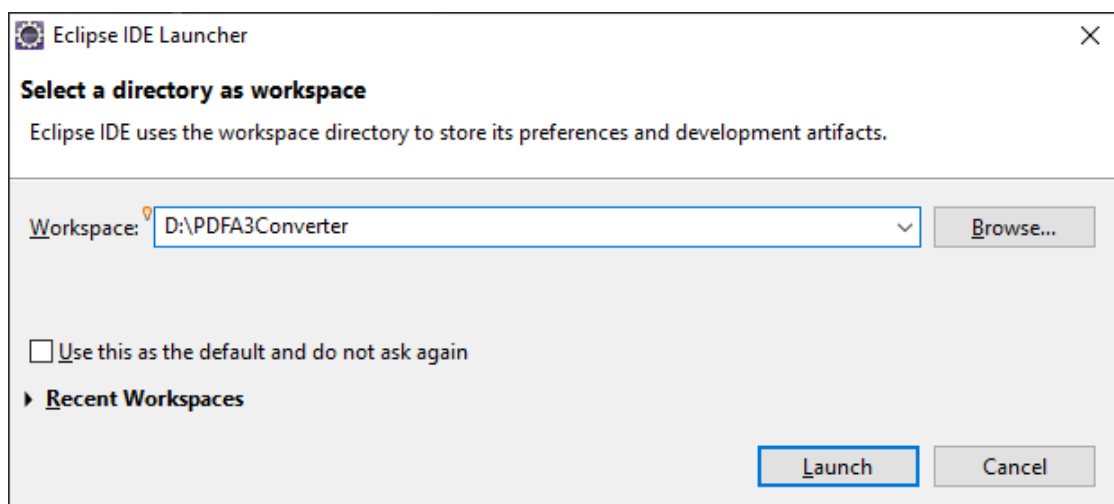 Eclipse IDE Launcher
Select a directory as workspace
Eclipse IDE uses the workspace directory to store its preferences and development artifacts.
Workspace: D:\PDFA3Converter Browse...
Use this as the default and do not ask again
Recent Workspaces
Launch Cancel